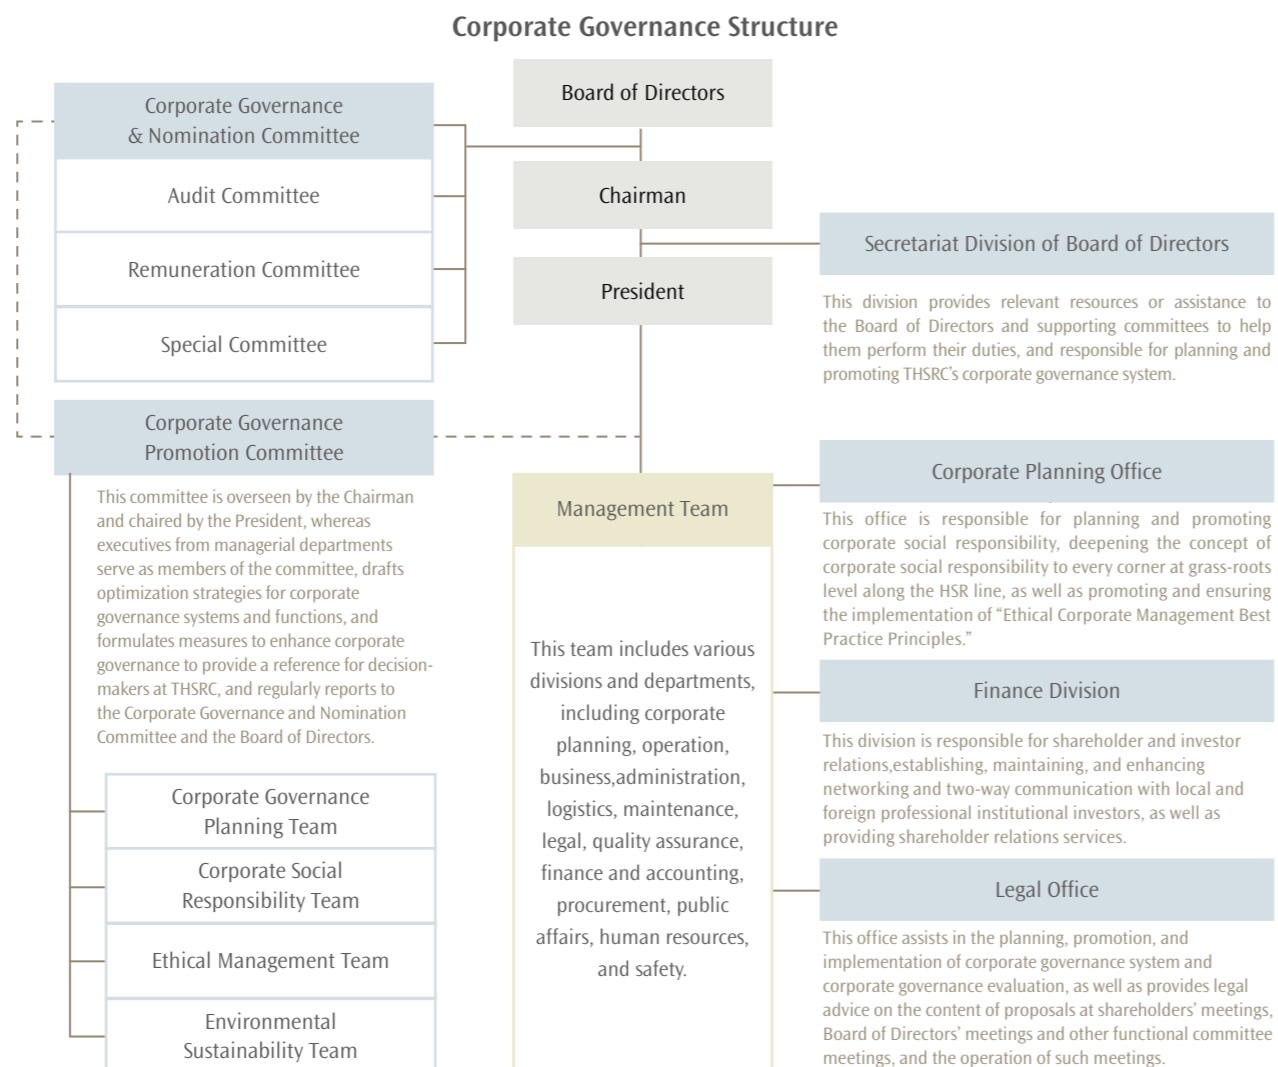 Corporate Governance Structure
Board of Directors
Chairman
President
Corporate Governance
& Nomination Committee
Audit Committee
Remuneration Committee
Special Committee
Secretariat Division of Board of Directors
This division provides relevant resources or assistance to
the Board of Directors and supporting committees to help
them perform their duties, and responsible for planning and
promoting THSRC’s corporate governance system.
Corporate Governance
Promotion Committee
This committee is overseen by the Chairman
and chaired by the President, whereas
executives from managerial departments
serve as members of the committee, drafts
optimization strategies for corporate
governance systems and functions, and
formulates measures to enhance corporate
governance to provide a reference for decision-
makers at THSRC, and regularly reports to
the Corporate Governance and Nomination
Committee and the Board of Directors.
Corporate Governance
Planning Team
Corporate Social
Responsibility Team
Ethical Management Team
Environmental
Sustainability Team
Management Team
This team includes various
divisions and departments,
including corporate
planning, operation,
business,administration,
logistics, maintenance,
legal, quality assurance,
finance and accounting,
procurement, public
affairs, human resources,
and safety.
Corporate Planning Office
This office is responsible for planning and promoting
corporate social responsibility, deepening the concept of
corporate social responsibility to every corner at grass-roots
level along the HSR line, as well as promoting and ensuring
the implementation of “Ethical Corporate Management Best
Practice Principles.”
Finance Division
This division is responsible for shareholder and investor
relations,establishing, maintaining, and enhancing
networking and two-way communication with local and
foreign professional institutional investors, as well as
providing shareholder relations services.
Legal Office
This office assists in the planning, promotion, and
implementation of corporate governance system and
corporate governance evaluation, as well as provides legal
advice on the content of proposals at shareholders’ meetings,
Board of Directors’ meetings and other functional committee
meetings, and the operation of such meetings.